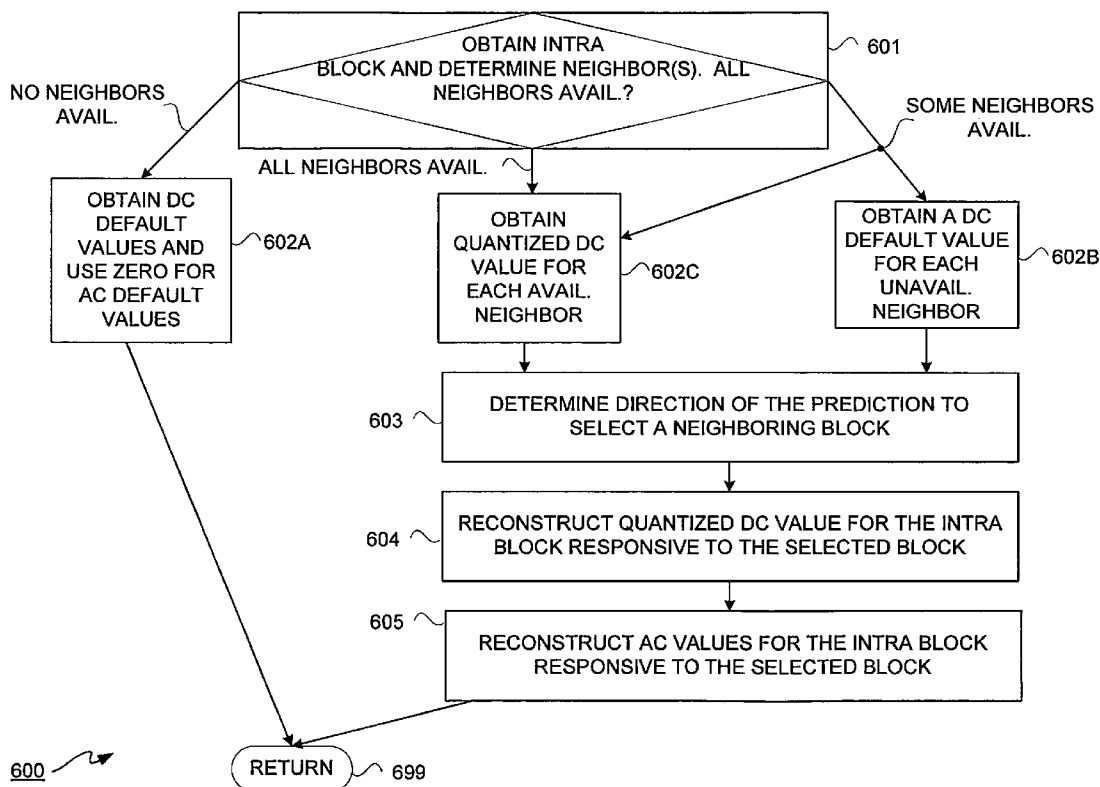 OBTAIN INTRA
BLOCK AND DETERMINE NEIGHBOR(S). ALL
NEIGHBORS AVAIL.?
601
NO NEIGHBORS
AVAIL.
SOME NEIGHBORS
AVAIL.
ALL NEIGHBORS AVAIL.
OBTAIN DC
DEFAULT
VALUES AND
USE ZERO FOR
AC DEFAULT
VALUES
602A
OBTAIN
QUANTIZED DC
VALUE FOR
EACH AVAIL.
NEIGHBOR
602C
OBTAIN A DC
DEFAULT VALUE
FOR EACH
UNAVAIL.
NEIGHBOR
602B
603
DETERMINE DIRECTION OF THE PREDICTION TO
SELECT A NEIGHBORING BLOCK
604
RECONSTRUCT QUANTIZED DC VALUE FOR THE INTRA
BLOCK RESPONSIVE TO THE SELECTED BLOCK
605
RECONSTRUCT AC VALUES FOR THE INTRA BLOCK
RESPONSIVE TO THE SELECTED BLOCK
600
RETURN
699